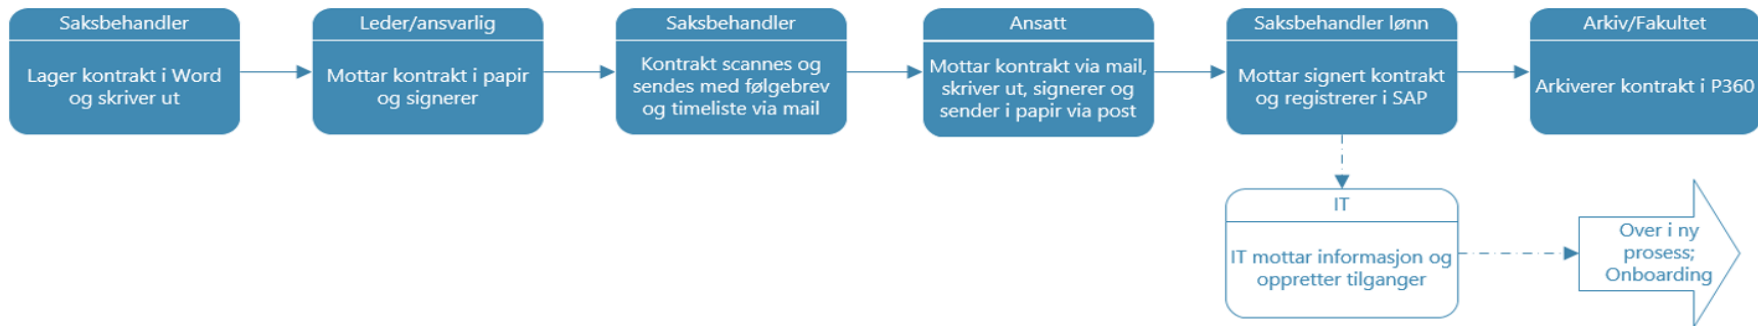 Saksbehandler
Lager kontrakt i Word
og skriver ut
Leder/ansvarlig
Mottar kontrakt i papir
og signerer
Saksbehandler
Kontrakt scannes og
sendes med følgebrev
og timeliste via mail
Ansatt
Mottar kontrakt via mail,
skriver ut, signerer og
sender i papir via post
Saksbehandler lønn
Mottar signert kontrakt
og registrerer i SAP
Arkiv/Fakultet
Arkiverer kontrakt i P360
IT
IT mottar informasjon og
oppretter tilganger
Over i ny
prosess;
Onboarding